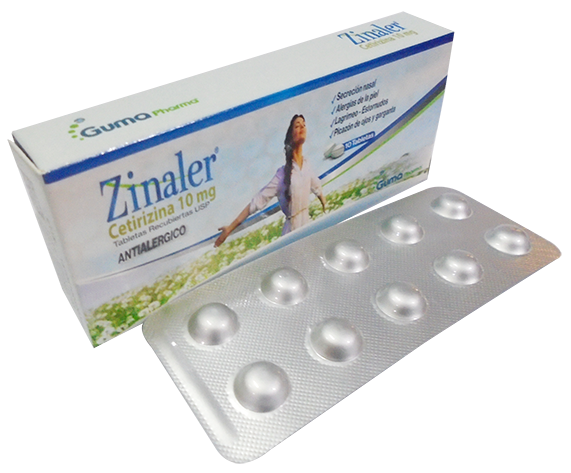 Zinaler®
Cetirizina 10 mg
Guma Pharma
Zinaler®
Cetirizina 10 mg
Tabletas Recubiertas USP
ANTIALERGICO
✓ Secreción nasal
✓ Alergias de la piel
✓ Lagrimeo - Estornudos
✓ Picazón de ojos y garganta
10 Tabletas
Guma